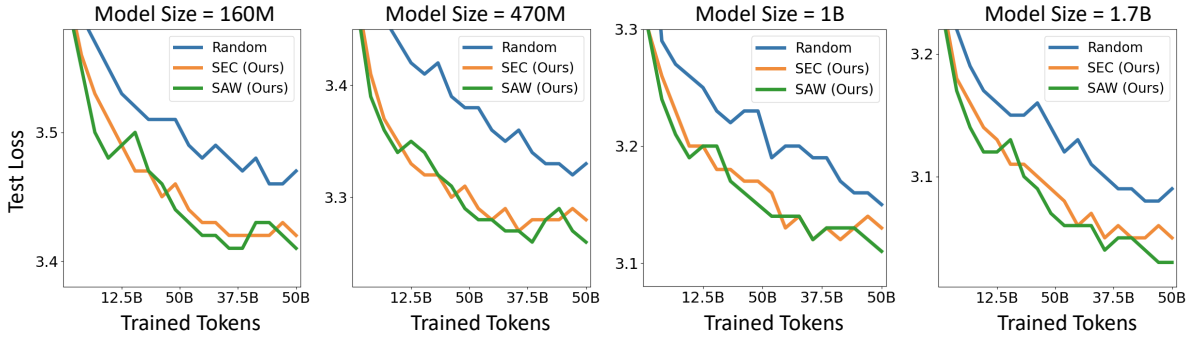 Model Size = 160M
Model Size = 470M
Model Size = 1B
Model Size = 1.7B
Test Loss
3.5
3.4
Random
SEC (Ours)
SAW (Ours)
12.5B 50B 37.5B 50B
Trained Tokens
3.4
3.3
Random
SEC (Ours)
SAW (Ours)
12.5B 50B 37.5B 50B
Trained Tokens
3.3
3.2
3.1
Random
SEC (Ours)
SAW (Ours)
12.5B 50B 37.5B 50B
Trained Tokens
3.2
3.1
Random
SEC (Ours)
SAW (Ours)
12.5B 50B 37.5B 50B
Trained Tokens